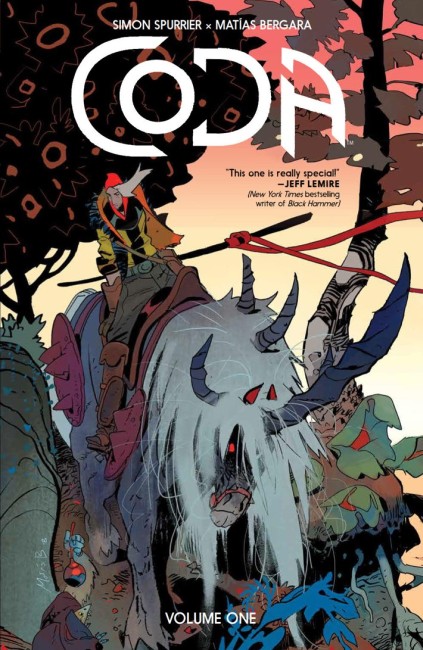 SIMON SPURRIER × MATÍAS BERGARA
CODA
TM
"This one is really special!"
—JEFF LEMIRE
(New York Times bestselling
writer of Black Hammer)
VOLUME ONE